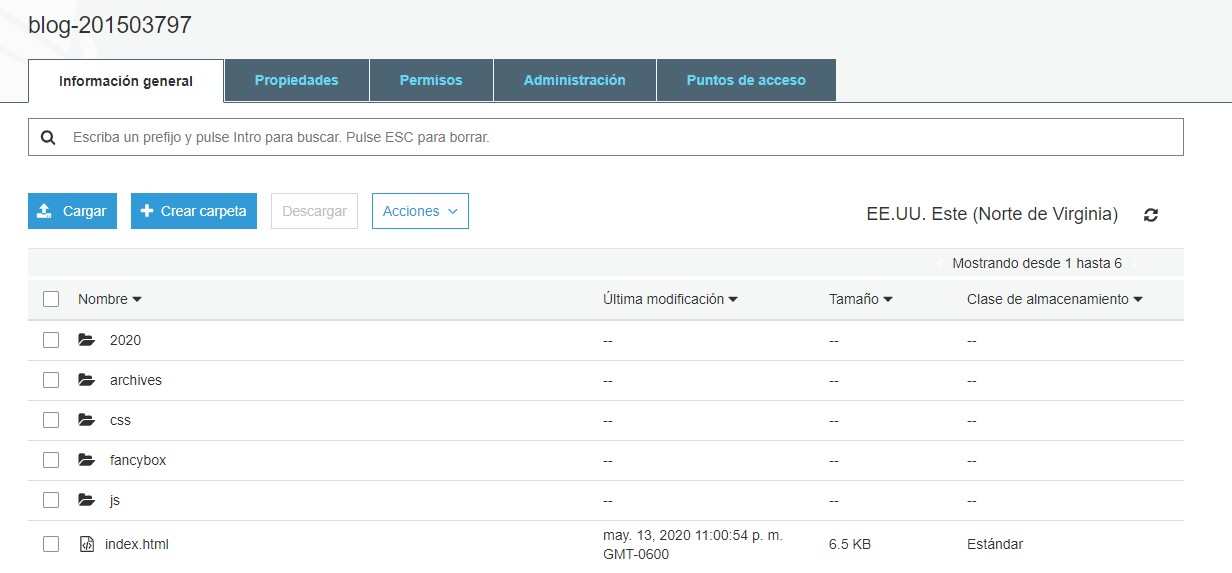 blog-201503797
Información general Propiedades Permisos Administración Puntos de acceso
Escriba un prefijo y pulse Intro para buscar. Pulse ESC para borrar.
Cargar Crear carpeta Descargar Acciones EE.UU. Este (Norte de Virginia)
Mostrando desde 1 hasta 6
Nombre Última modificación Tamaño Clase de almacenamiento
2020 -- -- --
archives -- -- --
css -- -- --
fancybox -- -- --
js -- -- --
index.html may. 13, 2020 11:00:54 p. m. 6.5 KB Estándar
GMT-0600